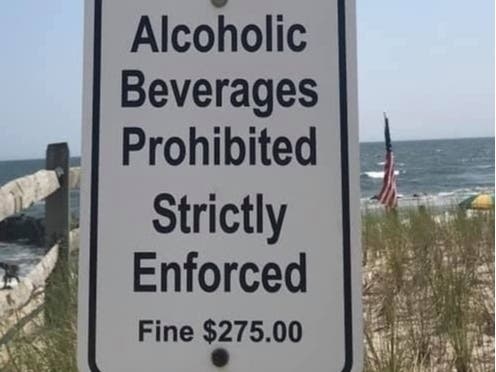 Alcoholic
Beverages
Prohibited
Strictly
Enforced
Fine $275.00